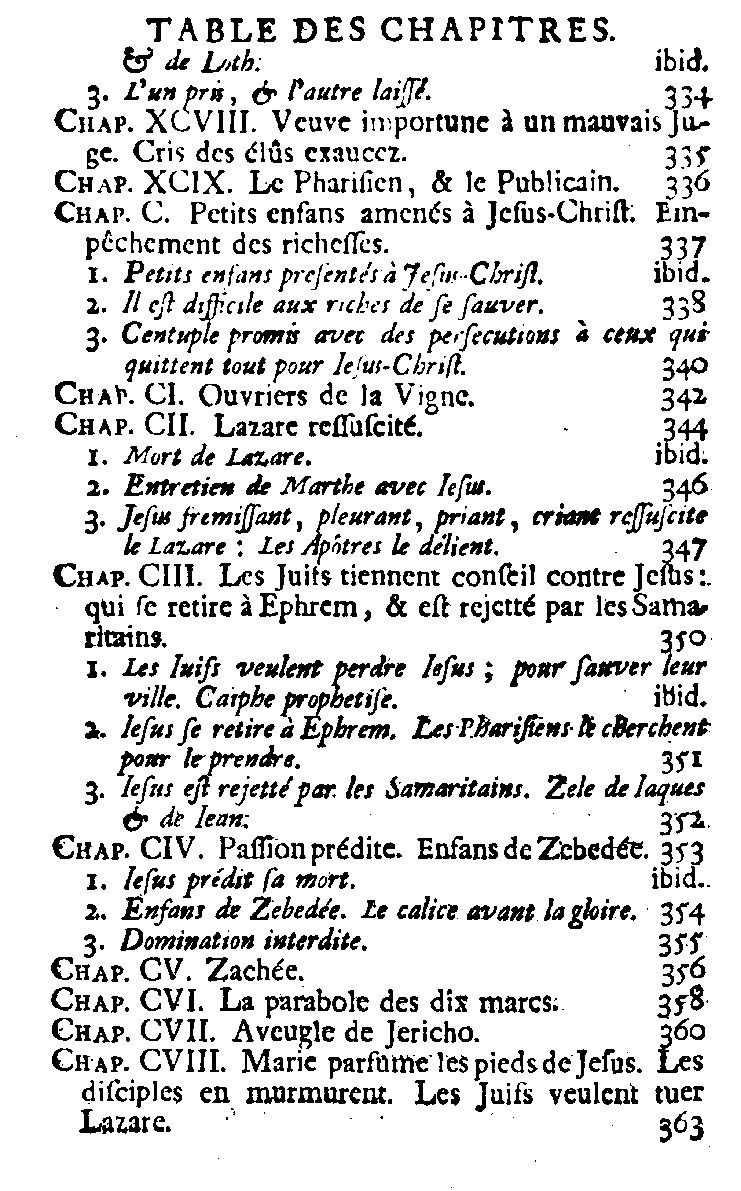 TABLE DES CHAPITRES.
& de Loth. ibid.
3. L'un pris, & l'autre laiſſé. 334
CHAP. XCVIII. Veuve importune à un mauvais Ju-
ge. Cris des élûs exaucez. 335
CHAP. XCIX. Le Phariſien, & le Publicain. 336
CHAP. C. Petits enfans amenés à Jeſus-Chriſt. Em-
pêchement des richeſſes. 337
1. Petits enfans preſentés à Jeſus-Chriſt. ibid.
2. Il eſt difficile aux riches de ſe ſauver. 338
3. Centuple promis avec des perſecutions à ceux qui
quittent tout pour Ieſus-Chriſt. 340
CHAP. CI. Ouvriers de la Vigne. 342
CHAP. CII. Lazare reſſuſcité. 344
1. Mort de Lazare. ibid.
2. Entretien de Marthe avec Ieſus. 346
3. Jeſus fremiſſant, pleurant, priant, criant reſſuſcite
le Lazare : Les Apôtres le délient. 347
CHAP. CIII. Les Juifs tiennent conſeil contre Jeſus :
qui ſe retire à Ephrem, & eſt rejetté par les Sama-
ritains. 350
1. Les Iuifs veulent perdre Ieſus ; pour ſauver leur
ville. Caïphe prophetiſe. ibid.
2. Ieſus ſe retire à Ephrem. Les Phariſiens le cherchent
pour le prendre. 351
3. Ieſus eſt rejetté par les Samaritains. Zele de Iaques
& de Iean. 352
CHAP. CIV. Paſſion prédite. Enfans de Zebedée. 353
1. Ieſus prédit ſa mort. ibid.
2. Enfans de Zebedée. Le calice avant la gloire. 354
3. Domination interdite. 355
CHAP. CV. Zachée. 356
CHAP. CVI. La parabole des dix marcs. 358
CHAP. CVII. Aveugle de Jericho. 360
CHAP. CVIII. Marie parfume les pieds de Jeſus. Les
diſciples en murmurent. Les Juifs veulent tuer
Lazare. 363